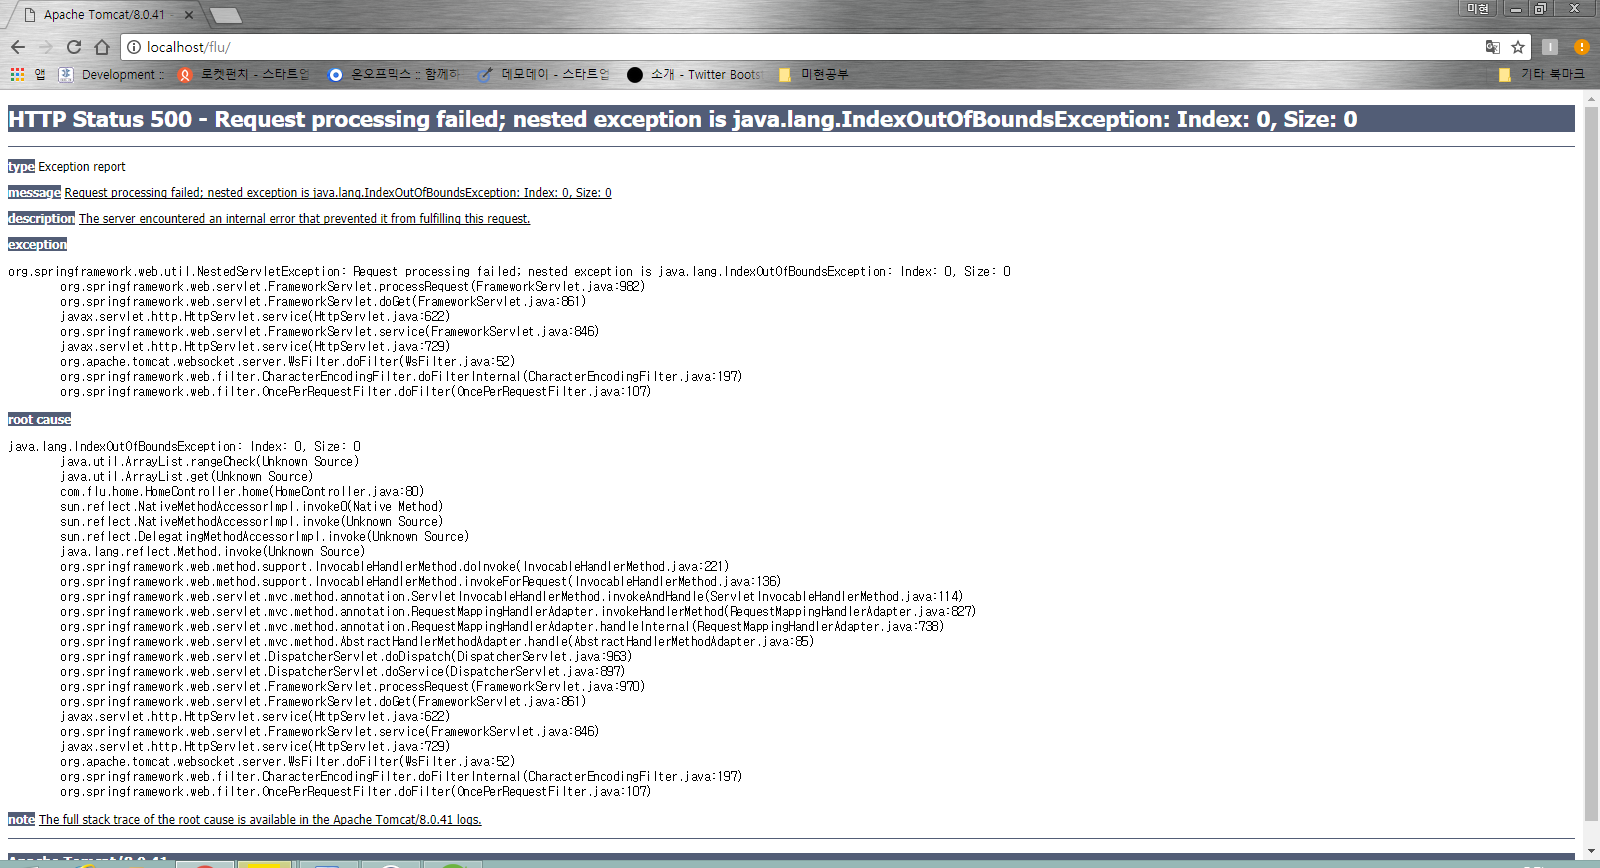 Apache Tomcat/8.0.41
미현
localhost/flu/
앱 Development :: 로켓펀치 - 스타트업 온오프믹스 :: 함께하 데모데이 - 스타트업 소개 - Twitter Boots 미현공부 기타 북마크
HTTP Status 500 - Request processing failed; nested exception is java.lang.IndexOutOfBoundsException: Index: 0, Size: 0
type Exception report
message Request processing failed; nested exception is java.lang.IndexOutOfBoundsException: Index: 0, Size: 0
description The server encountered an internal error that prevented it from fulfilling this request.
exception
org.springframework.web.util.NestedServletException: Request processing failed; nested exception is java.lang.IndexOutOfBoundsException: Index: 0, Size: 0
org.springframework.web.servlet.FrameworkServlet.processRequest(FrameworkServlet.java:982)
org.springframework.web.servlet.FrameworkServlet.doGet(FrameworkServlet.java:861)
javax.servlet.http.HttpServlet.service(HttpServlet.java:622)
org.springframework.web.servlet.FrameworkServlet.service(FrameworkServlet.java:846)
javax.servlet.http.HttpServlet.service(HttpServlet.java:729)
org.apache.tomcat.websocket.server.WsFilter.doFilter(WsFilter.java:52)
org.springframework.web.filter.CharacterEncodingFilter.doFilterInternal(CharacterEncodingFilter.java:197)
org.springframework.web.filter.OncePerRequestFilter.doFilter(OncePerRequestFilter.java:107)
root cause
java.lang.IndexOutOfBoundsException: Index: 0, Size: 0
java.util.ArrayList.rangeCheck(Unknown Source)
java.util.ArrayList.get(Unknown Source)
com.flu.home.HomeController.home(HomeController.java:80)
sun.reflect.NativeMethodAccessorImpl.invoke0(Native Method)
sun.reflect.NativeMethodAccessorImpl.invoke(Unknown Source)
sun.reflect.DelegatingMethodAccessorImpl.invoke(Unknown Source)
java.lang.reflect.Method.invoke(Unknown Source)
org.springframework.web.method.support.InvocableHandlerMethod.doInvoke(InvocableHandlerMethod.java:221)
org.springframework.web.method.support.InvocableHandlerMethod.invokeForRequest(InvocableHandlerMethod.java:136)
org.springframework.web.servlet.mvc.method.annotation.ServletInvocableHandlerMethod.invokeAndHandle(ServletInvocableHandlerMethod.java:114)
org.springframework.web.servlet.mvc.method.annotation.RequestMappingHandlerAdapter.invokeHandlerMethod(RequestMappingHandlerAdapter.java:827)
org.springframework.web.servlet.mvc.method.annotation.RequestMappingHandlerAdapter.handleInternal(RequestMappingHandlerAdapter.java:738)
org.springframework.web.servlet.mvc.method.AbstractHandlerMethodAdapter.handle(AbstractHandlerMethodAdapter.java:85)
org.springframework.web.servlet.DispatcherServlet.doDispatch(DispatcherServlet.java:963)
org.springframework.web.servlet.DispatcherServlet.doService(DispatcherServlet.java:897)
org.springframework.web.servlet.FrameworkServlet.processRequest(FrameworkServlet.java:970)
org.springframework.web.servlet.FrameworkServlet.doGet(FrameworkServlet.java:861)
javax.servlet.http.HttpServlet.service(HttpServlet.java:622)
org.springframework.web.servlet.FrameworkServlet.service(FrameworkServlet.java:846)
javax.servlet.http.HttpServlet.service(HttpServlet.java:729)
org.apache.tomcat.websocket.server.WsFilter.doFilter(WsFilter.java:52)
org.springframework.web.filter.CharacterEncodingFilter.doFilterInternal(CharacterEncodingFilter.java:197)
org.springframework.web.filter.OncePerRequestFilter.doFilter(OncePerRequestFilter.java:107)
note The full stack trace of the root cause is available in the Apache Tomcat/8.0.41 logs.
Apache Tomcat/8.0.41